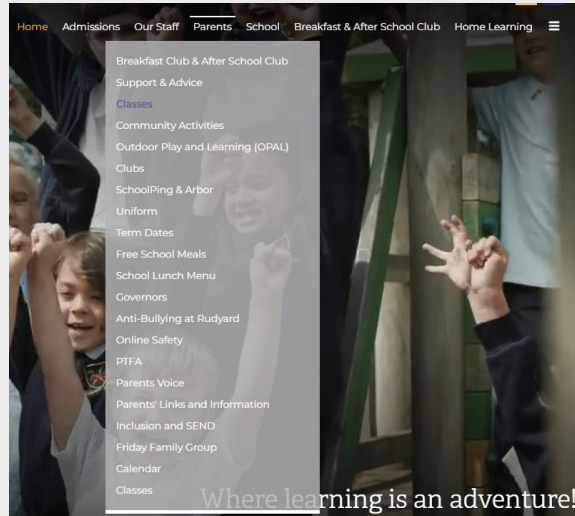 Home Admissions Our Staff Parents School Breakfast & After School Club Home Learning
Breakfast Club & After School Club
Support & Advice
Classes
Community Activities
Outdoor Play and Learning (OPAL)
Clubs
SchoolPing & Arbor
Uniform
Term Dates
Free School Meals
School Lunch Menu
Governors
Anti-Bullying at Rudyard
Online Safety
PTFA
Parents Voice
Parents' Links and Information
Inclusion and SEND
Friday Family Group
Calendar
Classes
Where learning is an adventure!